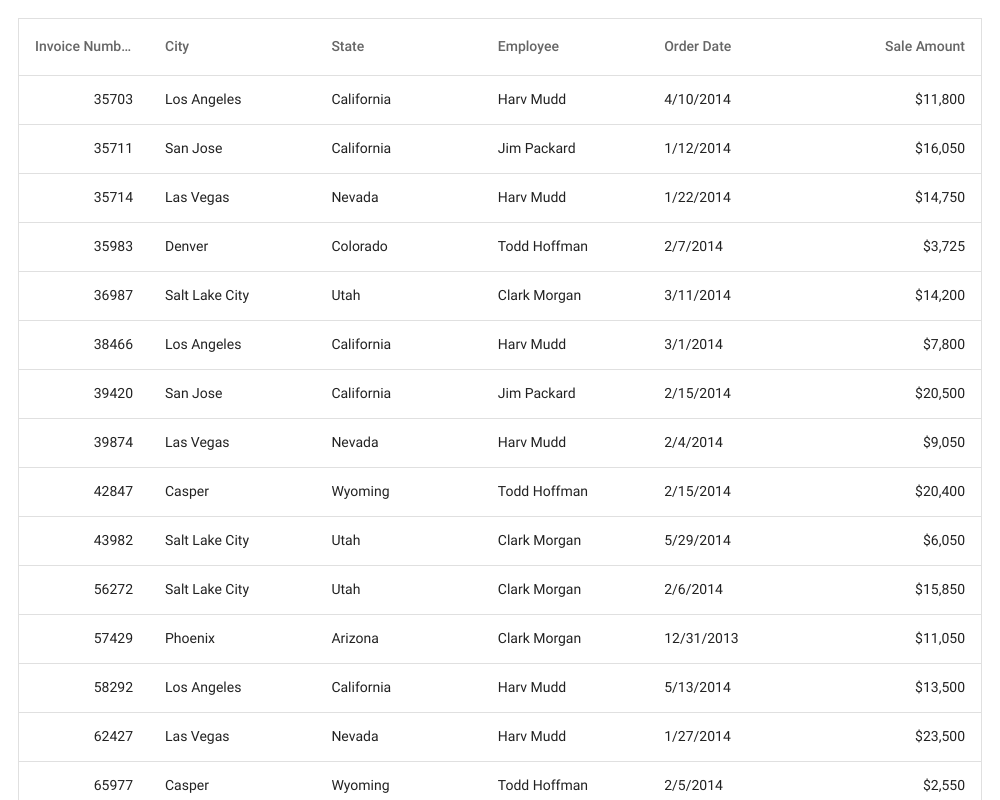 Invoice Numb... City State Employee Order Date Sale Amount
35703 Los Angeles California Harv Mudd 4/10/2014 $11,800
35711 San Jose California Jim Packard 1/12/2014 $16,050
35714 Las Vegas Nevada Harv Mudd 1/22/2014 $14,750
35983 Denver Colorado Todd Hoffman 2/7/2014 $3,725
36987 Salt Lake City Utah Clark Morgan 3/11/2014 $14,200
38466 Los Angeles California Harv Mudd 3/1/2014 $7,800
39420 San Jose California Jim Packard 2/15/2014 $20,500
39874 Las Vegas Nevada Harv Mudd 2/4/2014 $9,050
42847 Casper Wyoming Todd Hoffman 2/15/2014 $20,400
43982 Salt Lake City Utah Clark Morgan 5/29/2014 $6,050
56272 Salt Lake City Utah Clark Morgan 2/6/2014 $15,850
57429 Phoenix Arizona Clark Morgan 12/31/2013 $11,050
58292 Los Angeles California Harv Mudd 5/13/2014 $13,500
62427 Las Vegas Nevada Harv Mudd 1/27/2014 $23,500
65977 Casper Wyoming Todd Hoffman 2/5/2014 $2,550